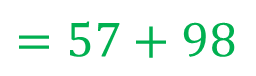 = 57 + 98